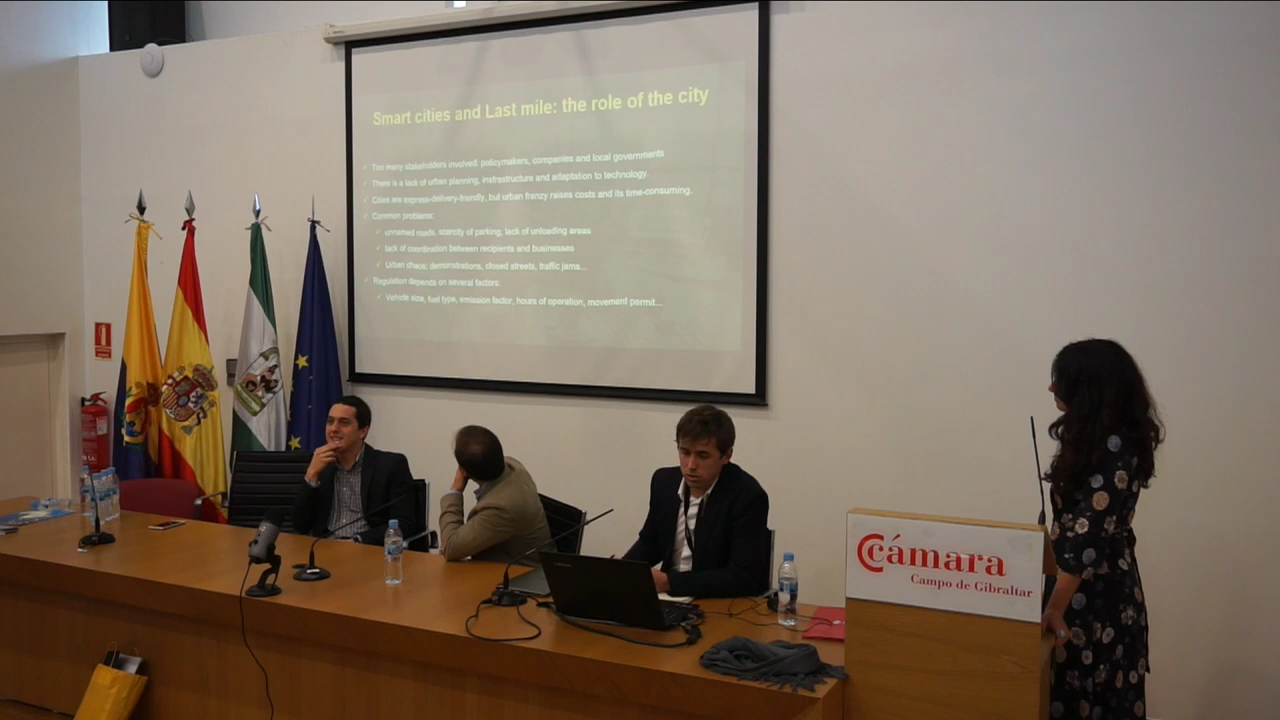 Smart cities and Last mile: the role of the city
Too many stakeholders involved: policymakers, companies and local governments
There is a lack of urban planning, insfrastructure and adaptation to technology
Cities are express-delivery-friendly, but urban frenzy raises costs and its time-consuming.
Common problems:
unnamed roads, scarcity of parking, lack of unloading areas
lack of coordination between recipients and businesses
Urban chaos: demonstrations, closed streets, traffic jams...
Regulation depends on several factors:
Vehicle size, fuel type, emission factor, hours of operation, movement permit...
Cámara
Campo de Gibraltar